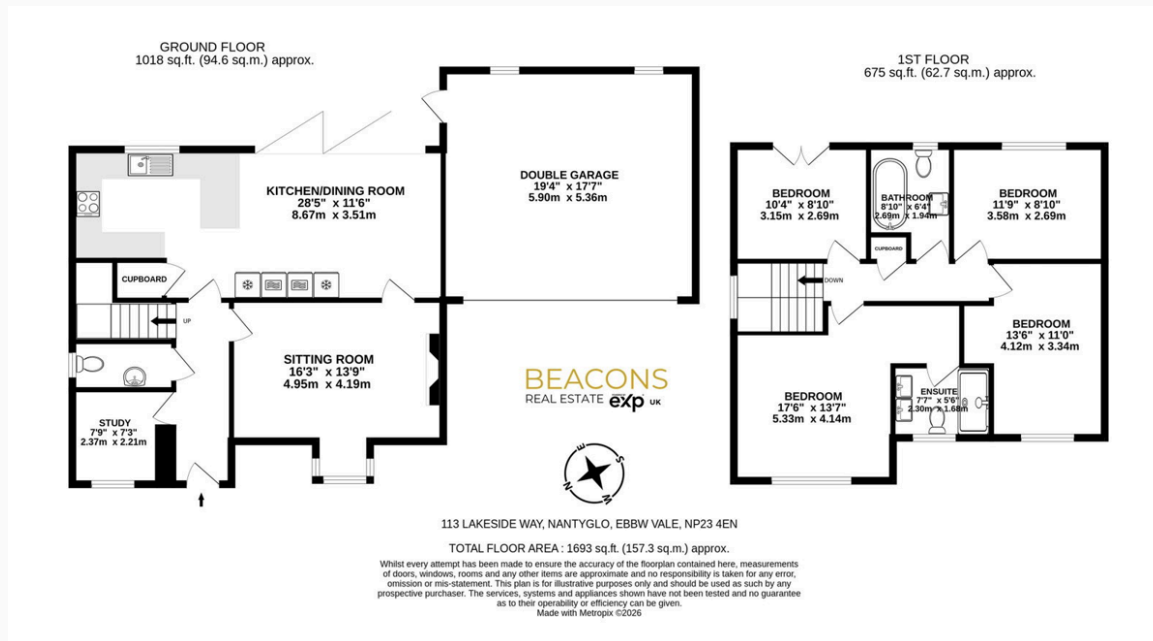 GROUND FLOOR
1018 sq.ft. (94.6 sq.m.) approx.
1ST FLOOR
675 sq.ft. (62.7 sq.m.) approx.
KITCHEN/DINING ROOM
28'5" x 11'6"
8.67m x 3.51m
DOUBLE GARAGE
19'4" x 17'7"
5.90m x 5.36m
CUPBOARD
UP
SITTING ROOM
16'3" x 13'9"
4.95m x 4.19m
STUDY
7'9" x 7'3"
2.37m x 2.21m
BEDROOM
10'4" x 8'10"
3.15m x 2.69m
BATHROOM
8'10" x 6'4"
2.69m x 1.94m
BEDROOM
11'9" x 8'10"
3.58m x 2.69m
CUPBOARD
DOWN
BEDROOM
13'6" x 11'0"
4.12m x 3.34m
BEDROOM
17'6" x 13'7"
5.33m x 4.14m
ENSUITE
7'7" x 5'6"
2.30m x 1.68m
BEACONS
REAL ESTATE exp UK
E
S
N
W
113 LAKESIDE WAY, NANTYGLO, EBBW VALE, NP23 4EN
TOTAL FLOOR AREA : 1693 sq.ft. (157.3 sq.m.) approx.
Whilst every attempt has been made to ensure the accuracy of the floorplan contained here, measurements
of doors, windows, rooms and any other items are approximate and no responsibility is taken for any error,
omission or mis-statement. This plan is for illustrative purposes only and should be used as such by any
prospective purchaser. The services, systems and appliances shown have not been tested and no guarantee
as to their operability or efficiency can be given.
Made with Metropix ©2026